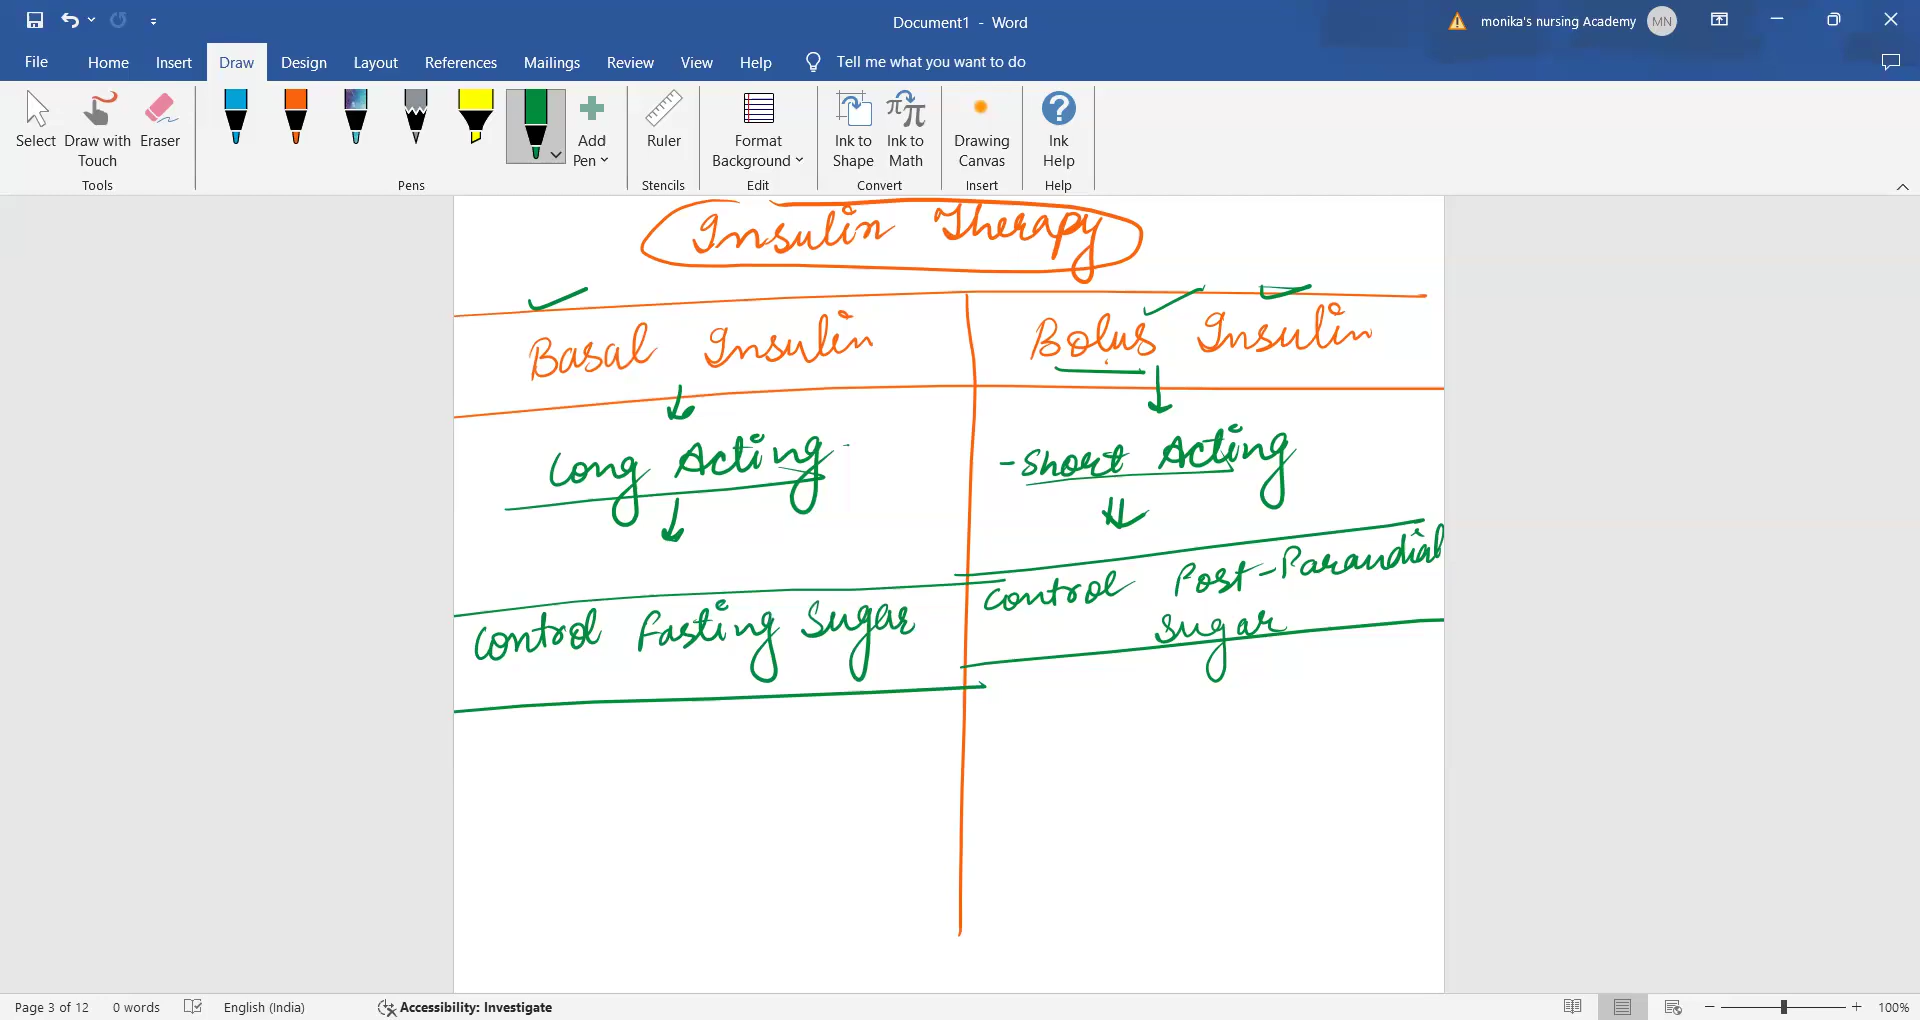 Document1 - Word
monika's nursing Academy MN
File Home Insert Draw Design Layout References Mailings Review View Help Tell me what you want to do
Select Draw with Touch Eraser
Add Pen
Ruler
Format Background
Ink to Shape Ink to Math
Drawing Canvas
Ink Help
Tools Pens Stencils Edit Convert Insert Help
Insulin Therapy
Basal Insulin
Bolus Insulin
Long Acting
- Short Acting
Control Fasting Sugar
Control Post-Parandial
Sugar
Page 3 of 12 0 words English (India) Accessibility: Investigate 100%